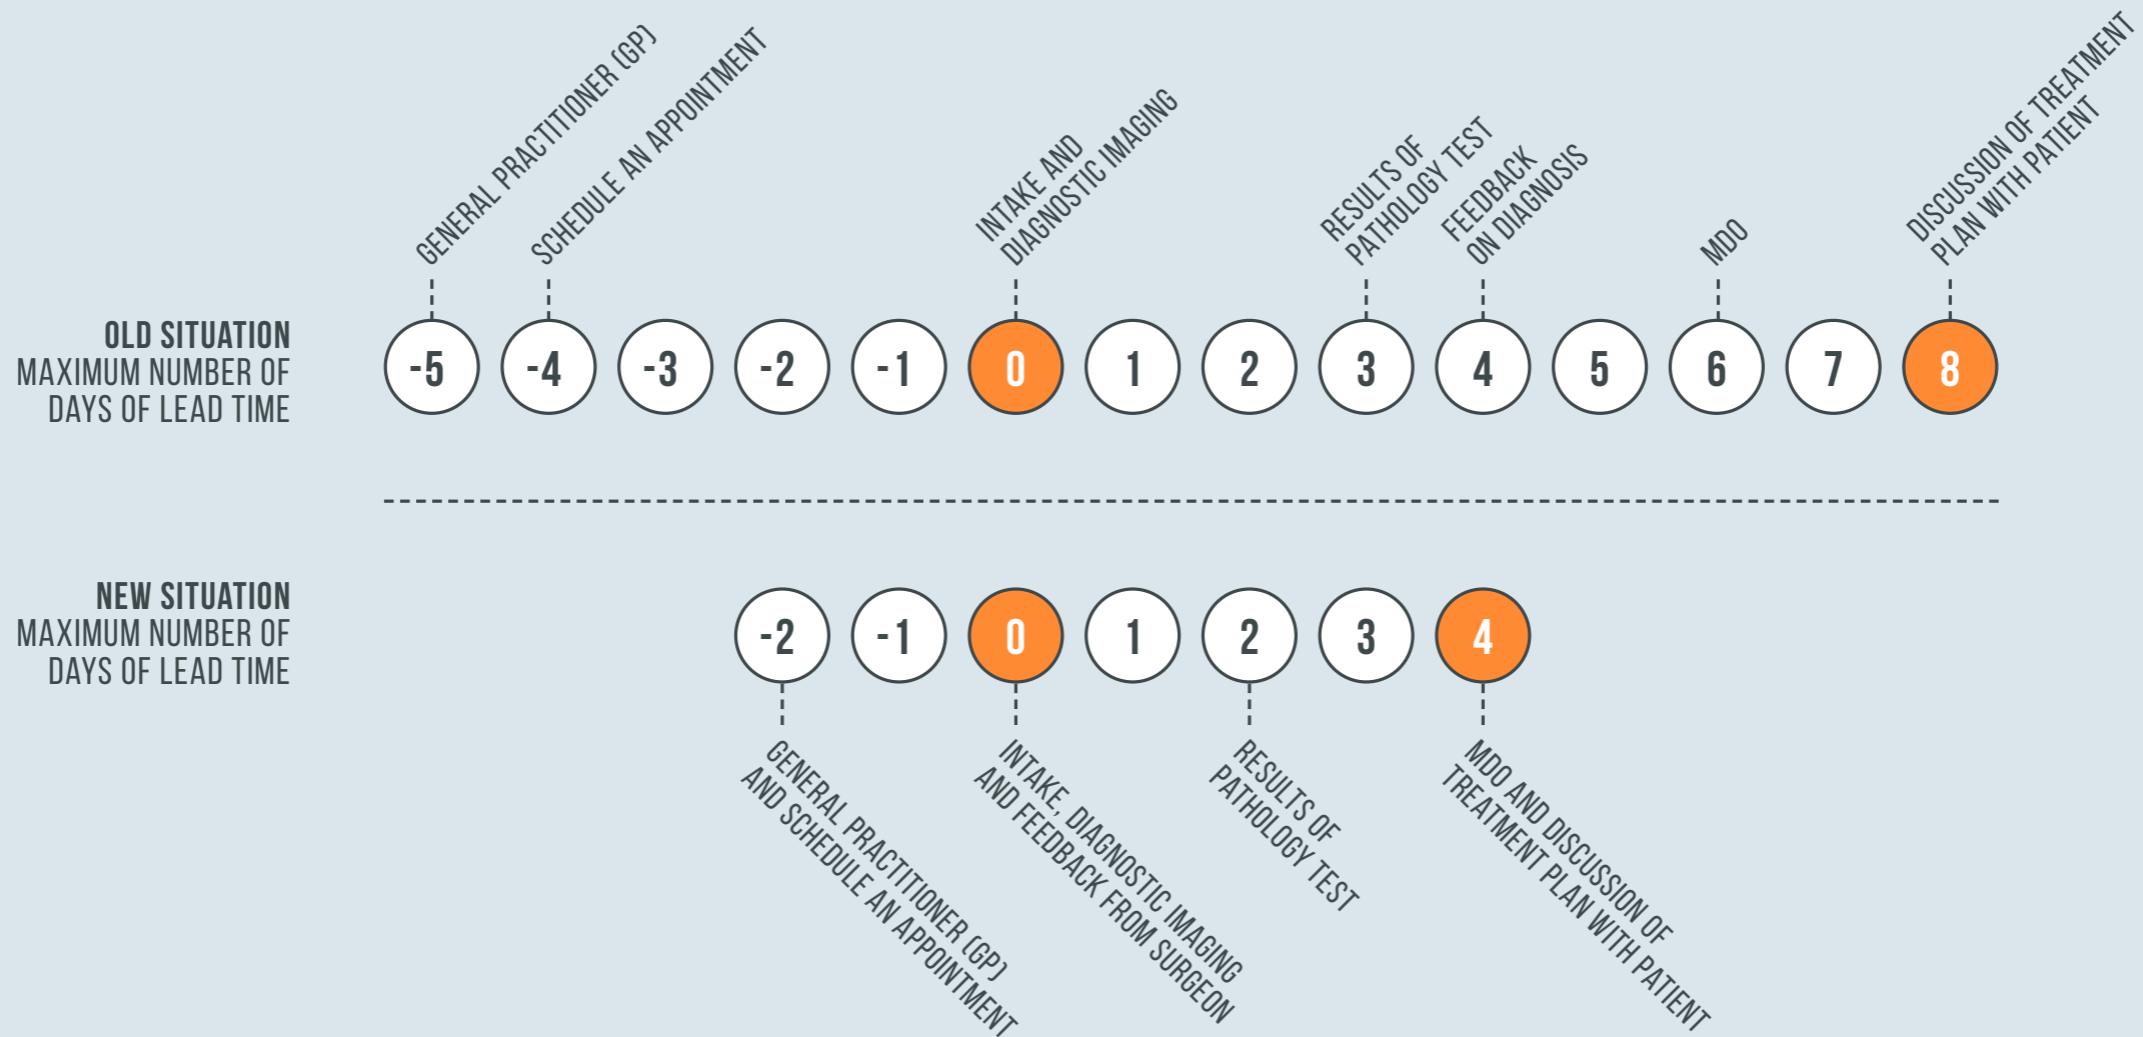 GENERAL PRACTITIONER (GP)
SCHEDULE AN APPOINTMENT
INTAKE AND
DIAGNOSTIC IMAGING
RESULTS OF
PATHOLOGY TEST
FEEDBACK
ON DIAGNOSIS
MDO
DISCUSSION OF TREATMENT
PLAN WITH PATIENT
OLD SITUATION
MAXIMUM NUMBER OF
DAYS OF LEAD TIME
-5 -4 -3 -2 -1 0 1 2 3 4 5 6 7 8
NEW SITUATION
MAXIMUM NUMBER OF
DAYS OF LEAD TIME
-2 -1 0 1 2 3 4
GENERAL PRACTITIONER (GP)
AND SCHEDULE AN APPOINTMENT
INTAKE, DIAGNOSTIC IMAGING
AND FEEDBACK FROM SURGEON
RESULTS OF
PATHOLOGY TEST
MDO AND DISCUSSION OF
TREATMENT PLAN WITH PATIENT